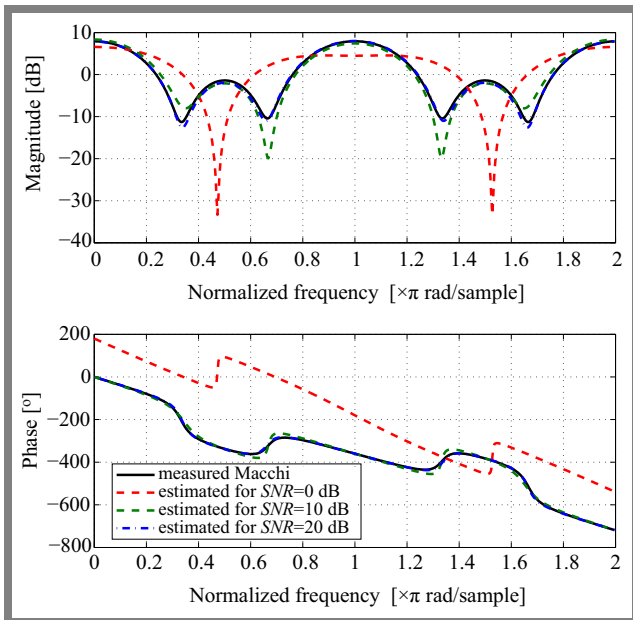 10
0
−10
−20
−30
−40
Magnitude [dB]
0 0.2 0.4 0.6 0.8 1 1.2 1.4 1.6 1.8 2
Normalized frequency [×π rad/sample]
200
0
−200
−400
−600
−800
Phase [°]
measured Macchi
estimated for SNR=0 dB
estimated for SNR=10 dB
estimated for SNR=20 dB
0 0.2 0.4 0.6 0.8 1 1.2 1.4 1.6 1.8 2
Normalized frequency [×π rad/sample]